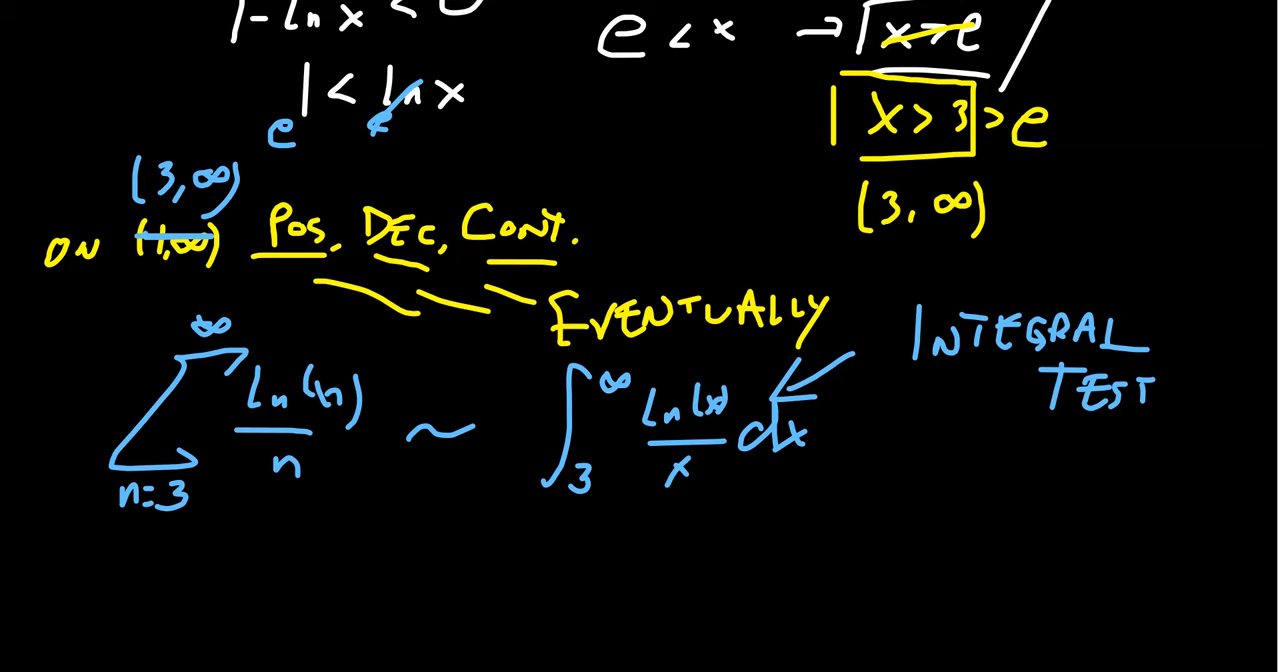 1-ln x < 0
e < x → x > e
1 < ln x
e e
x > 3 > e
(3, ∞)
(3, ∞)
ON (1,∞) POS. DEC, CONT.
EVENTUALLY
INTEGRAL
TEST
∞ ∑ n=3 ln(n)/n ~ ∫ 3 ∞ ln(x)/x dx